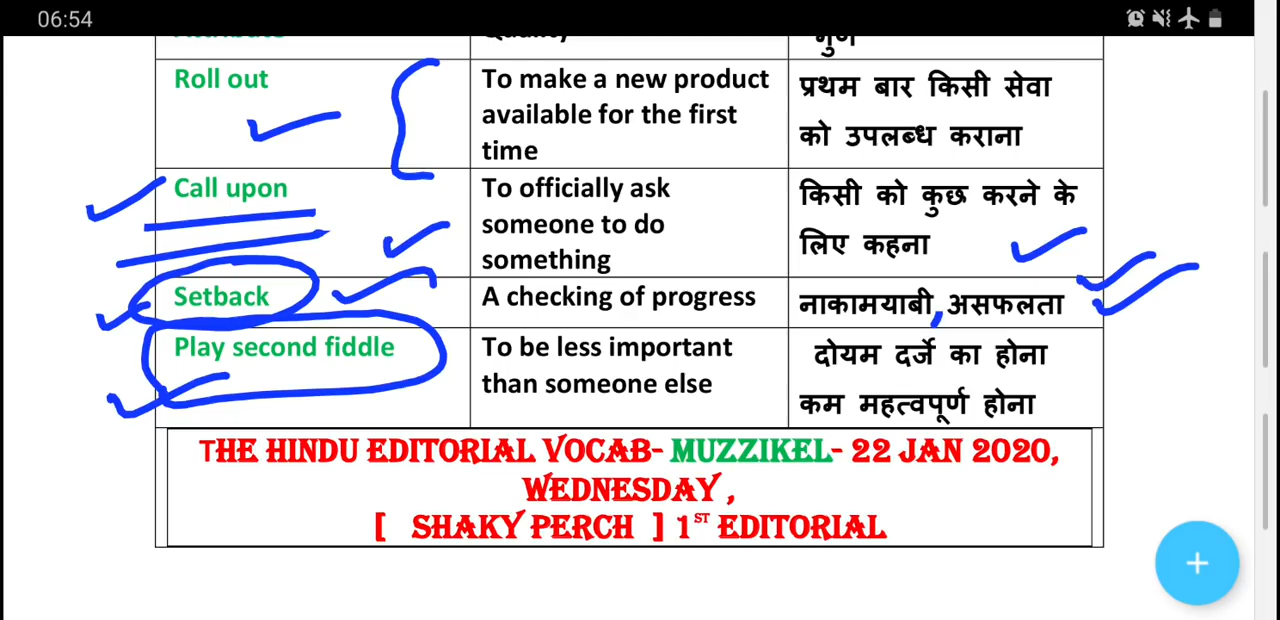 06:54
गुण
Roll out
To make a new product
available for the first
time
प्रथम बार किसी सेवा
को उपलब्ध कराना
Call upon
To officially ask
someone to do
something
किसी को कुछ करने के
लिए कहना
Setback
A checking of progress
नाकामयाबी,असफलता
Play second fiddle
To be less important
than someone else
दोयम दर्जे का होना
कम महत्वपूर्ण होना
THE HINDU EDITORIAL VOCAB- MUZZIKEL- 22 JAN 2020,
WEDNESDAY ,
[ SHAKY PERCH ] 1ST EDITORIAL